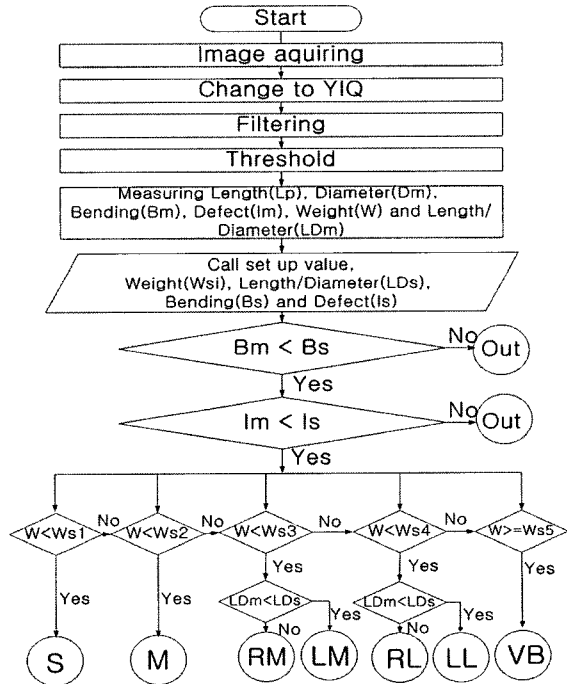 Start
Image aquiring
Change to YIQ
Filtering
Threshold
Measuring Length(Lp), Diameter(Dm),
Bending(Bm), Defect(Im), Weight(W) and Length/
Diameter(LDm)
Call set up value,
Weight(Wsi), Length/Diameter(LDs),
Bending(Bs) and Defect(Is)
Bm < Bs
No
Out
Yes
Im < Is
No
Out
Yes
W<Ws1
No
W<Ws2
No
W<Ws3
No
W<Ws4
No
W>=Ws5
Yes
Yes
Yes
Yes
Yes
LDm<LDs
LDm<LDs
No
Yes
No
Yes
S
M
RM
LM
RL
LL
VB